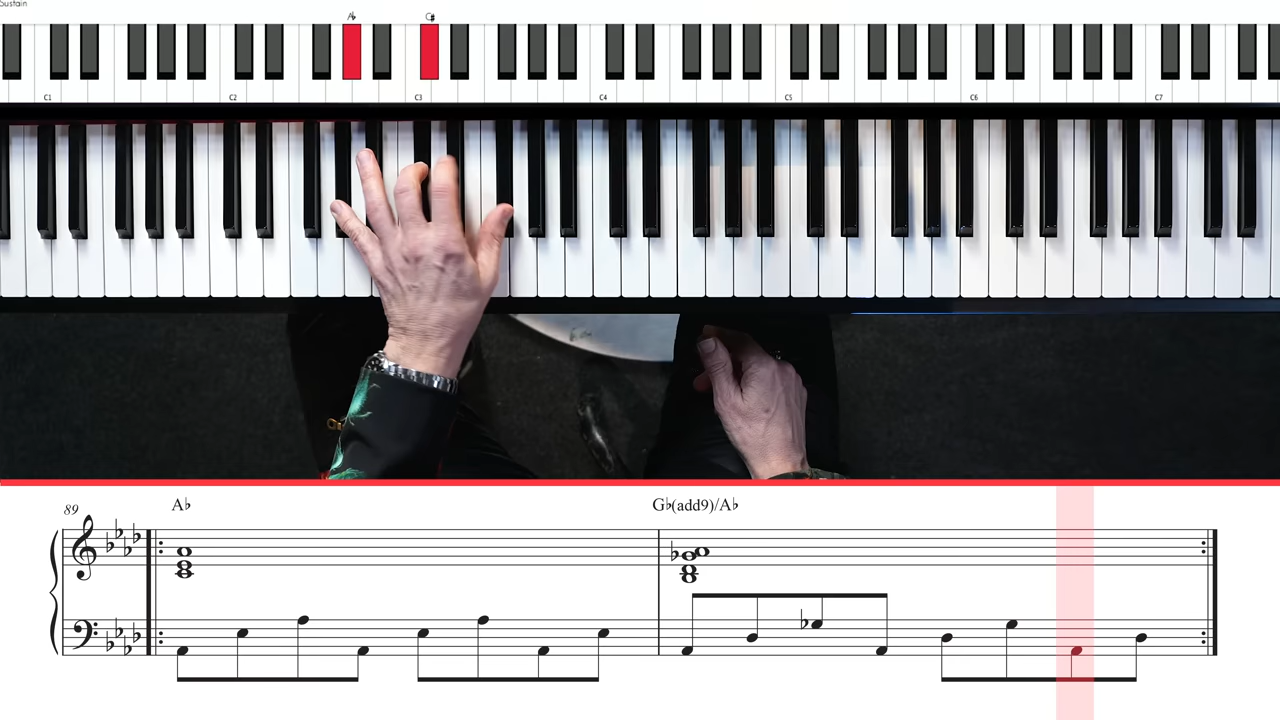 Sustain
A♭ C#
C1 C2 C3 C4 C5 C6 C7
89 A♭ G♭(add9)/A♭